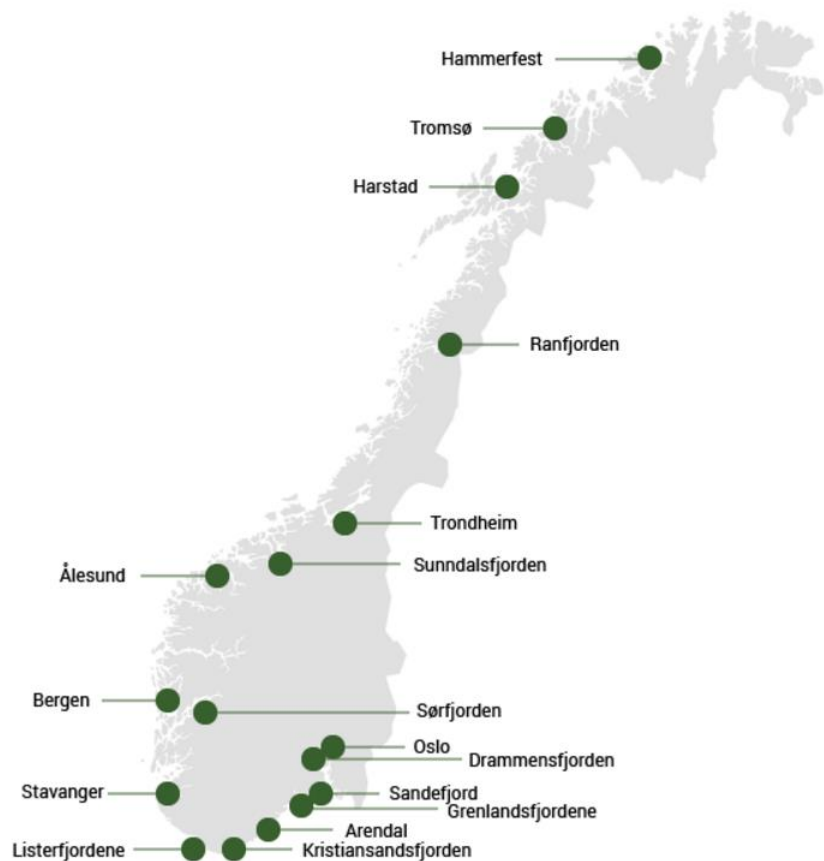 Hammerfest
Tromsø
Harstad
Ranfjorden
Trondheim
Sunndalsfjorden
Ålesund
Bergen
Sørfjorden
Oslo
Drammensfjorden
Stavanger
Sandefjord
Grenlandsfjordene
Arendal
Listerfjordene
Kristiansandsfjorden